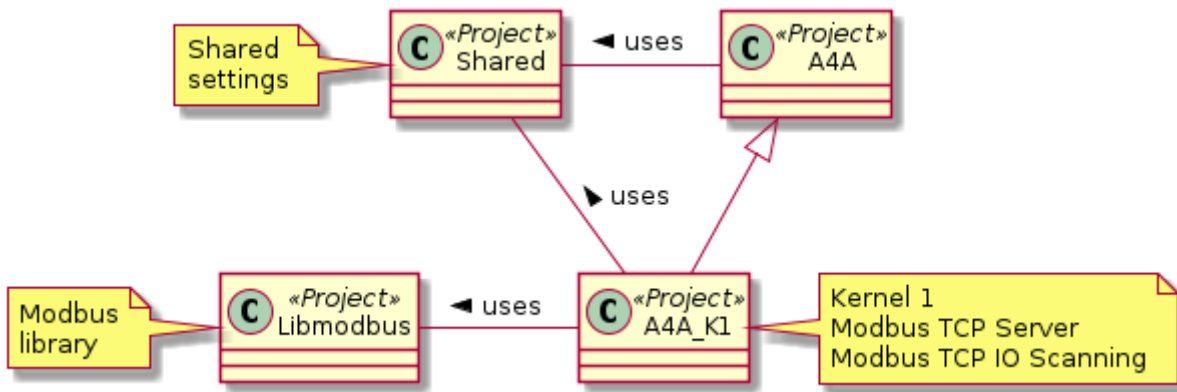 Shared
settings
C
«Project»
Shared
◄ uses
C
«Project»
A4A
uses
Modbus
library
C
«Project»
Libmodbus
◄ uses
C
«Project»
A4A_K1
Kernel 1
Modbus TCP Server
Modbus TCP IO Scanning